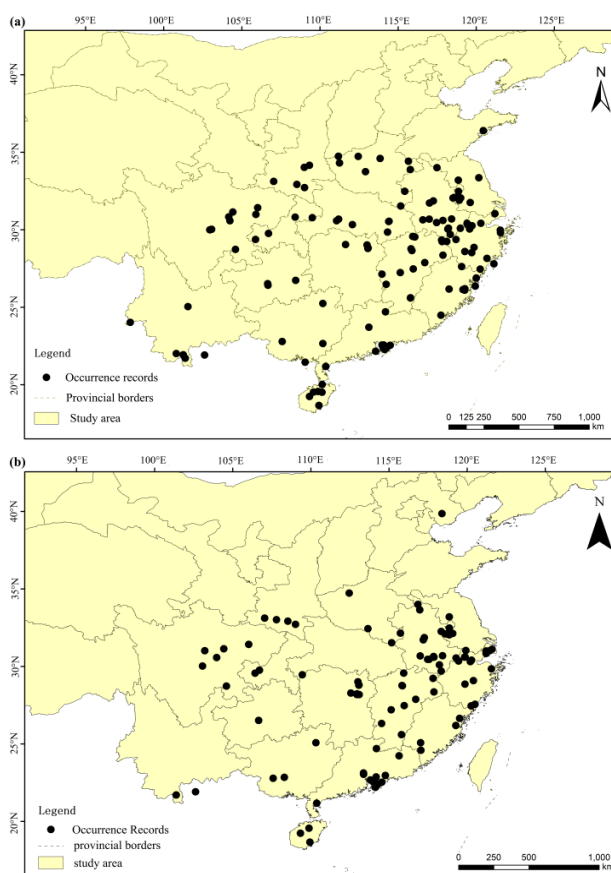 (a)
95°E 100°E 105°E 110°E 115°E 120°E 125°E
N
40°N
35°N
30°N
25°N
20°N
Legend
Occurrence records
Provincial borders
Study area
0 125 250 500 750 1,000
km
(b)
95°E 100°E 105°E 110°E 115°E 120°E 125°E
N
40°N
35°N
30°N
25°N
20°N
Legend
Occurrence Records
provincial borders
study area
0 250 500 1,000
km